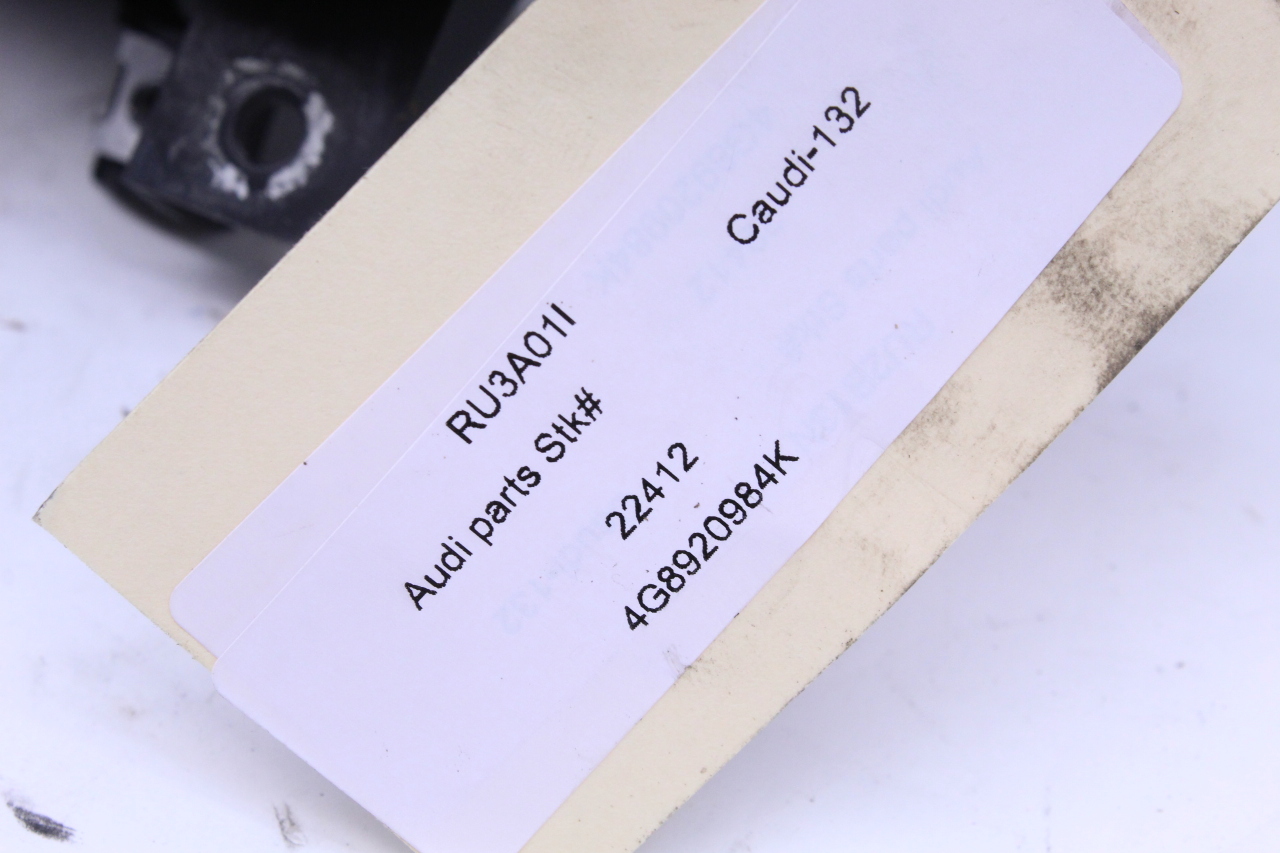 RU3A01I
Caudi-132
Audi parts Stk#
22412
4G8920984K